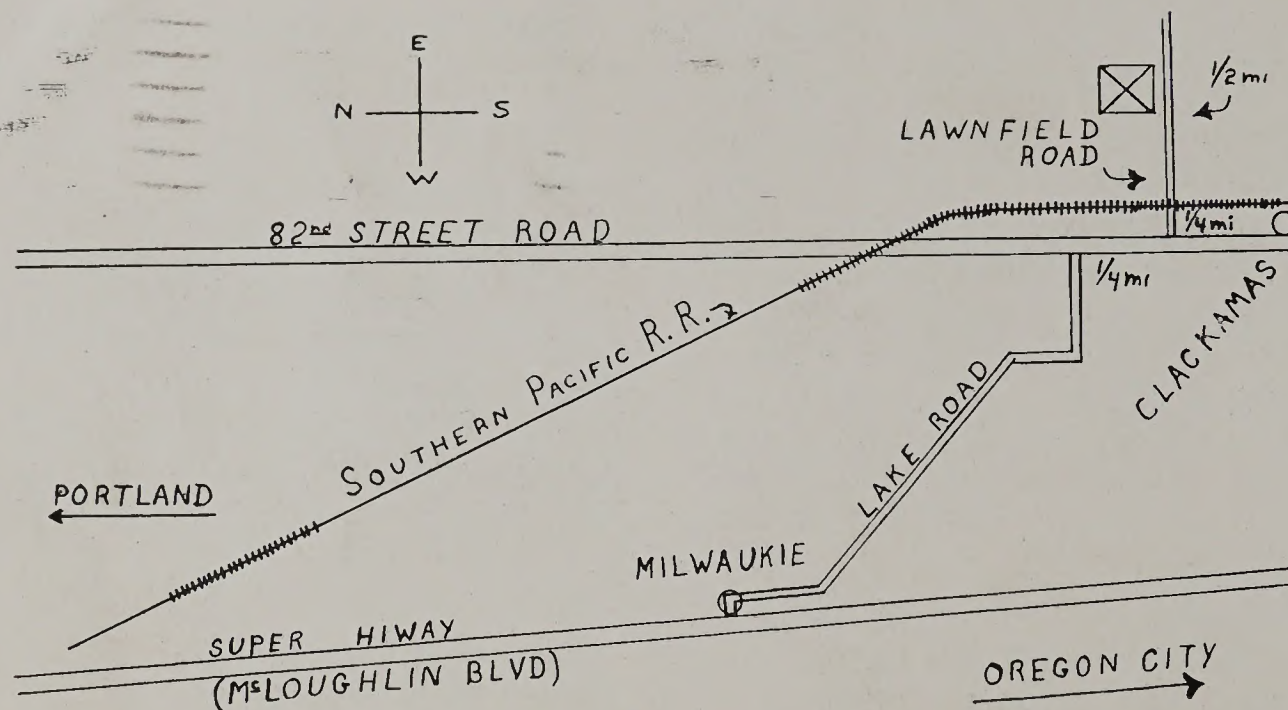 E
N S
W
1/2 mi
LAWNFIELD
ROAD
82nd STREET ROAD
1/4 mi
1/4 mi
SOUTHERN PACIFIC R.R.
LAKE ROAD
CLACKAMAS
PORTLAND
MILWAUKIE
SUPER HIWAY
(McLOUGHLIN BLVD)
OREGON CITY